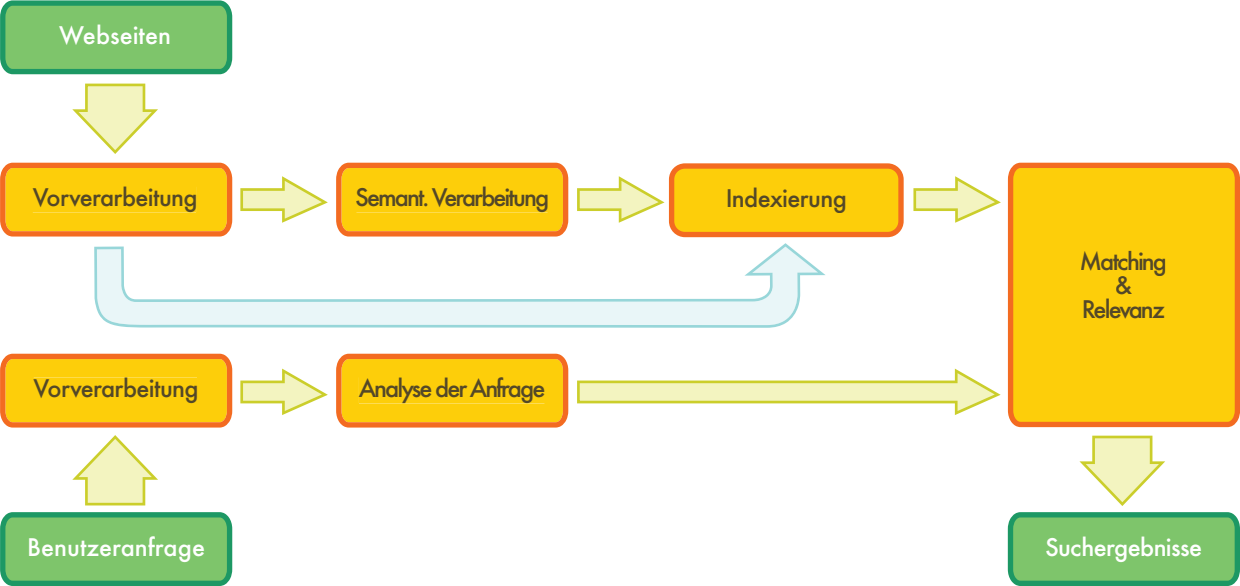 Webseiten
Vorverarbeitung
Semant. Verarbeitung
Indexierung
Matching
&
Relevanz
Vorverarbeitung
Analyse der Anfrage
Benutzeranfrage
Suchergebnisse